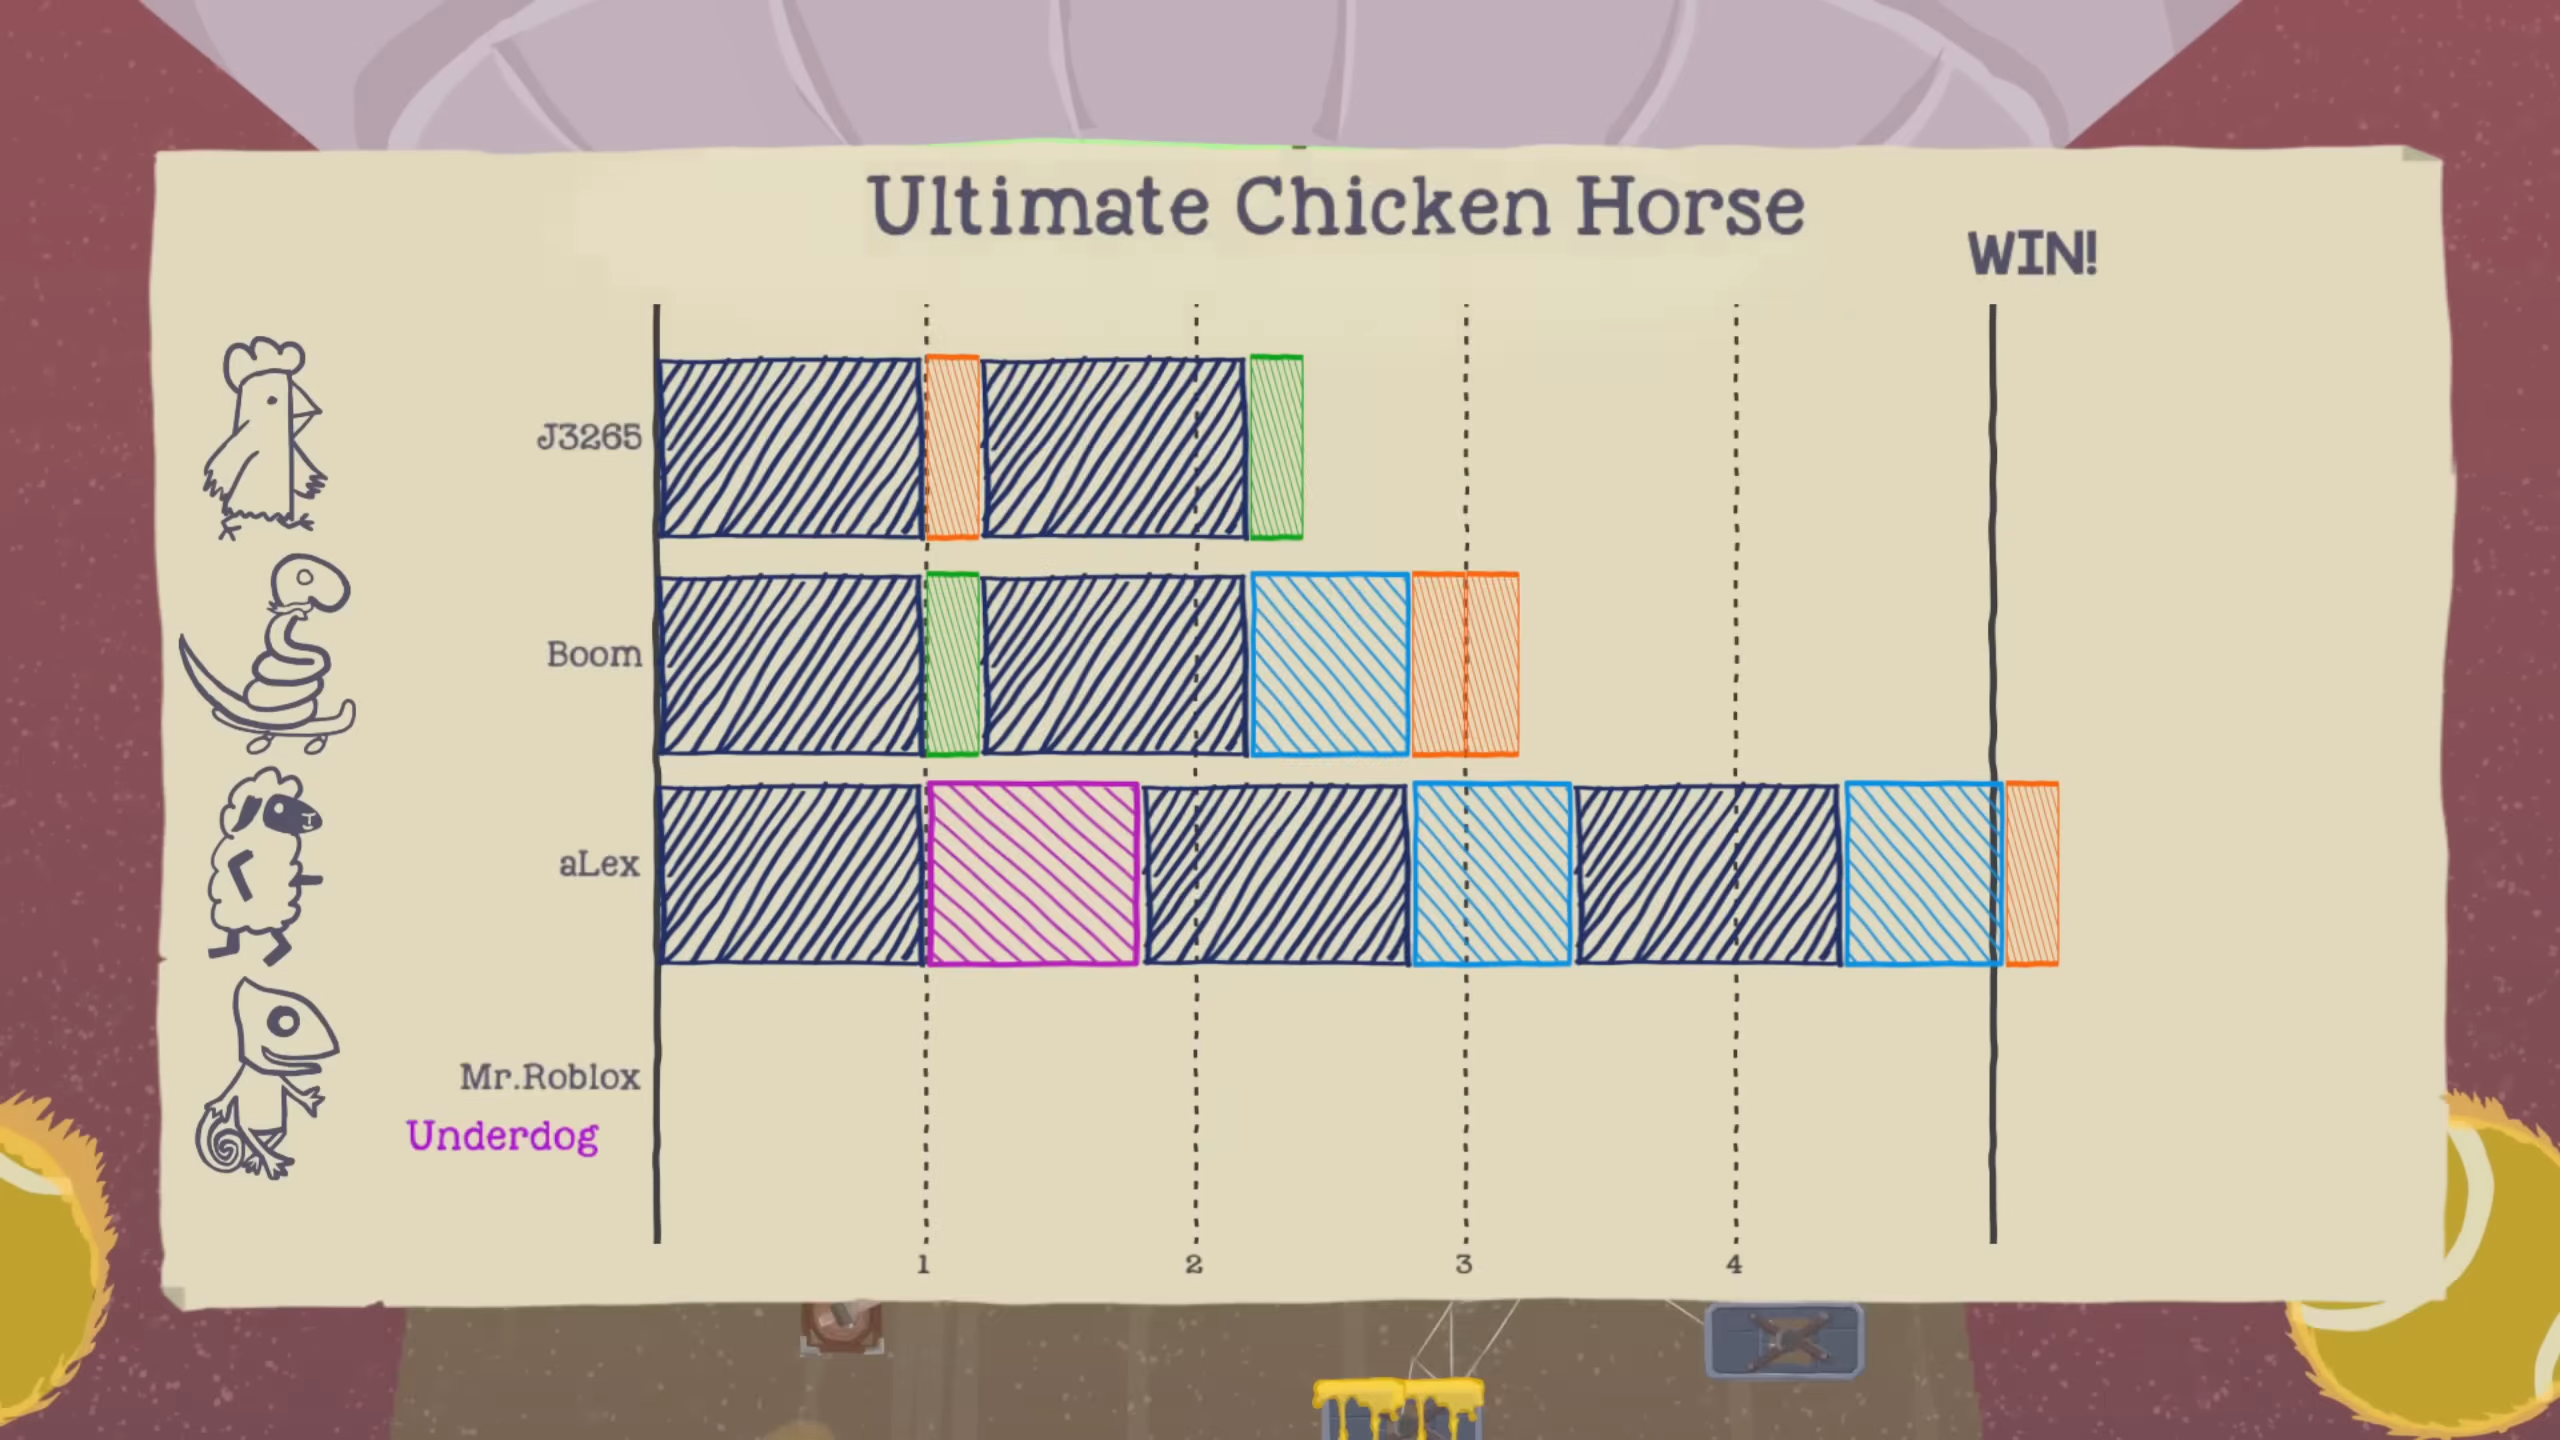 Ultimate Chicken Horse
WIN!
J3265
Boom
aLex
Mr.Roblox
Underdog
1 2 3 4